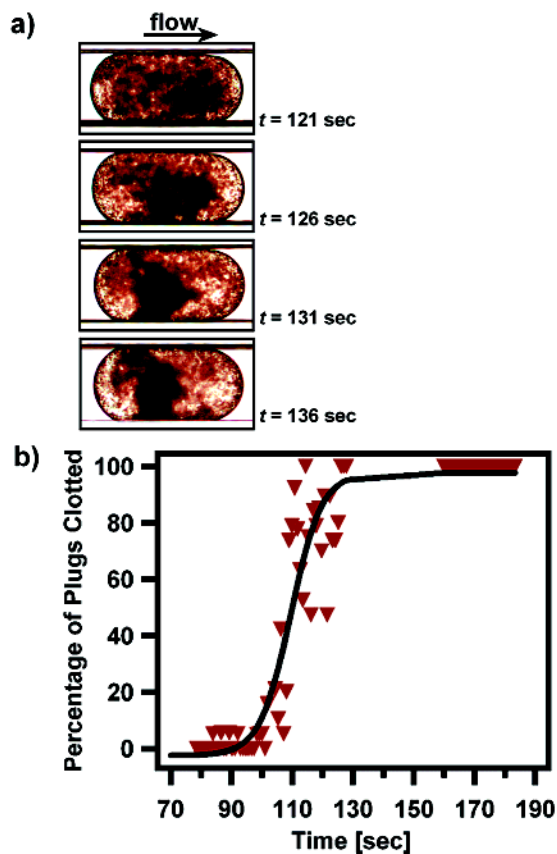 a)
flow
t = 121 sec
t = 126 sec
t = 131 sec
t = 136 sec
b)
100
80
60
40
20
0
Percentage of Plugs Clotted
70 90 110 130 150 170 190
Time [sec]